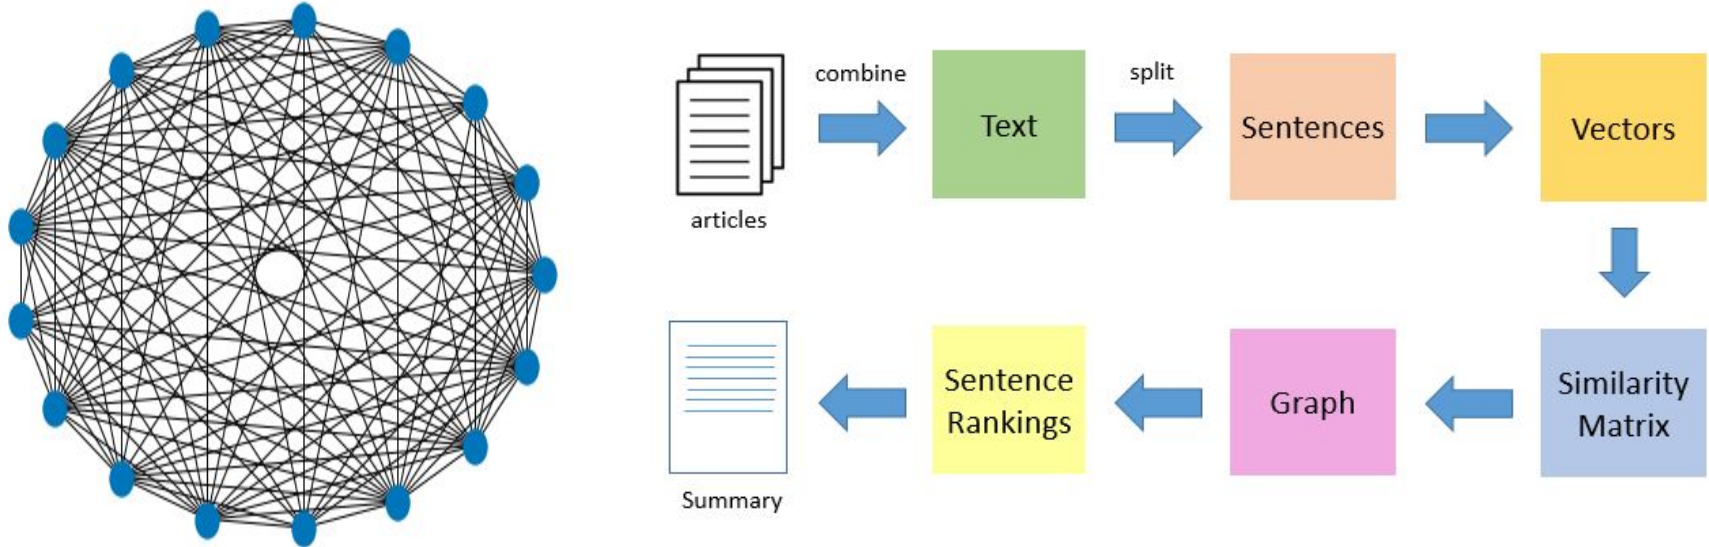 combine
split
Text
Sentences
Vectors
articles
Sentence
Rankings
Graph
Similarity
Matrix
Summary